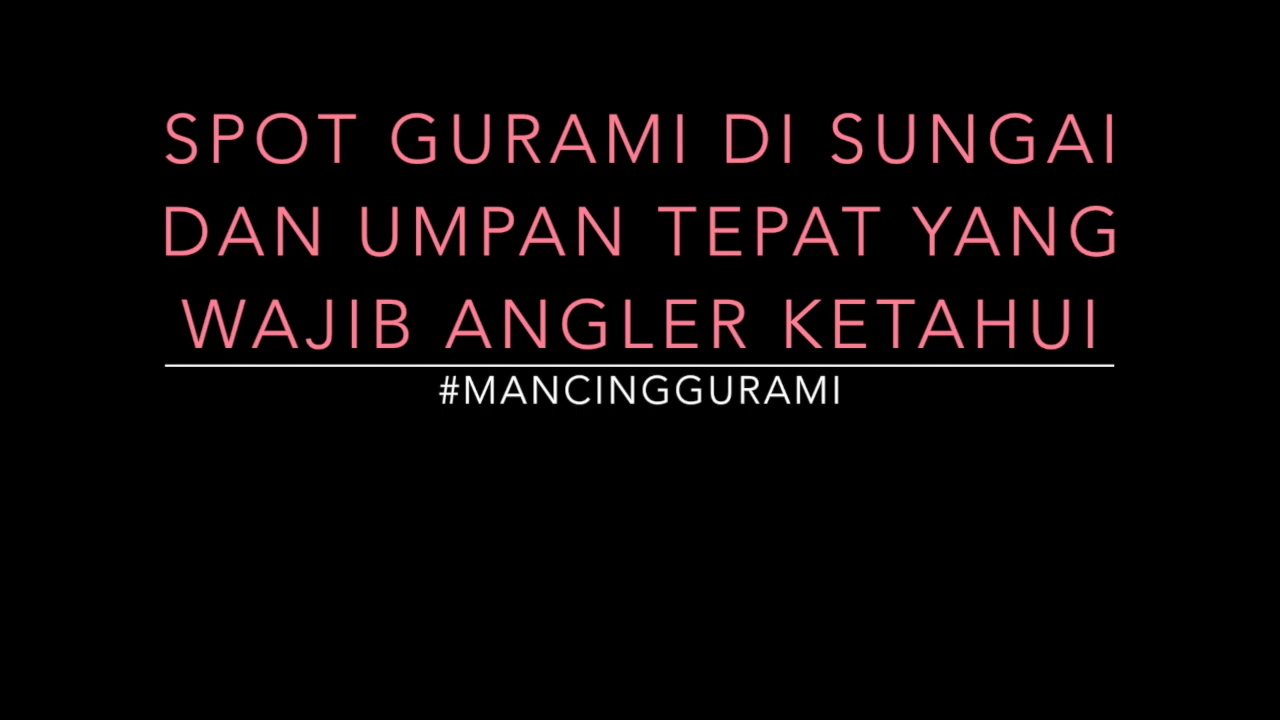 SPOT GURAMI DI SUNGAI
DAN UMPAN TEPAT YANG
WAJIB ANGLER KETAHUI
#MANCINGGURAMI